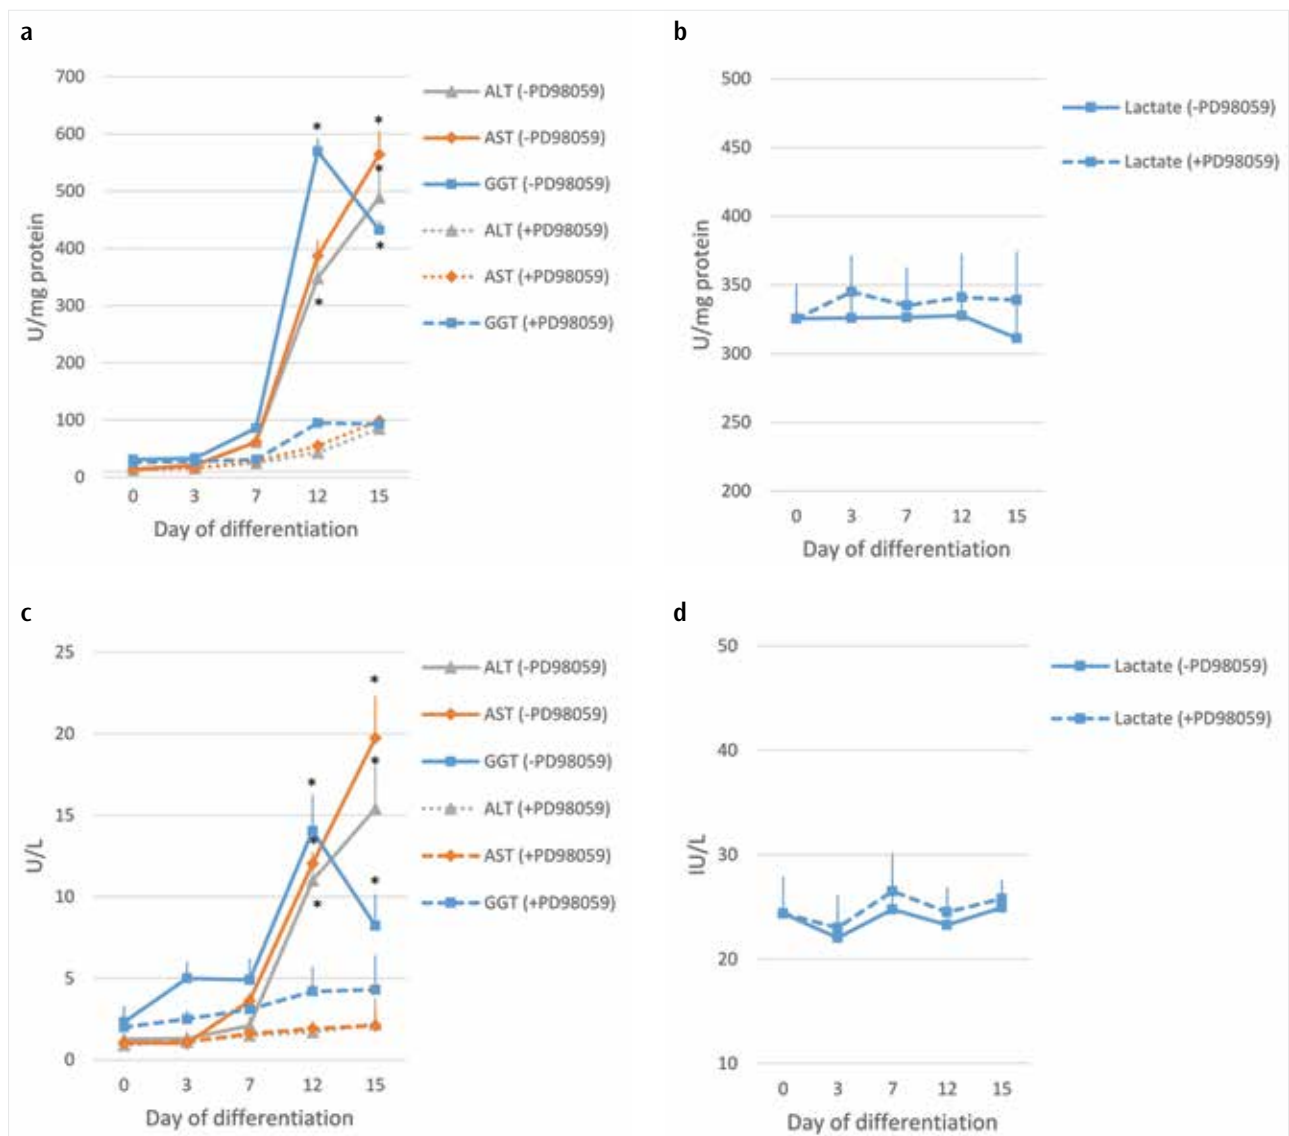 a
700
600
500
400
300
200
100
0
U/mg protein
0 3 7 12 15
Day of differentiation
ALT (-PD98059)
AST (-PD98059)
GGT (-PD98059)
ALT (+PD98059)
AST (+PD98059)
GGT (+PD98059)
* * * * *
b
500
450
400
350
300
250
200
U/mg protein
0 3 7 12 15
Day of differentiation
Lactate (-PD98059)
Lactate (+PD98059)
c
25
20
15
10
5
0
U/L
0 3 7 12 15
Day of differentiation
ALT (-PD98059)
AST (-PD98059)
GGT (-PD98059)
ALT (+PD98059)
AST (+PD98059)
GGT (+PD98059)
* * * * * *
d
50
40
30
20
10
IU/L
0 3 7 12 15
Day of differentiation
Lactate (-PD98059)
Lactate (+PD98059)